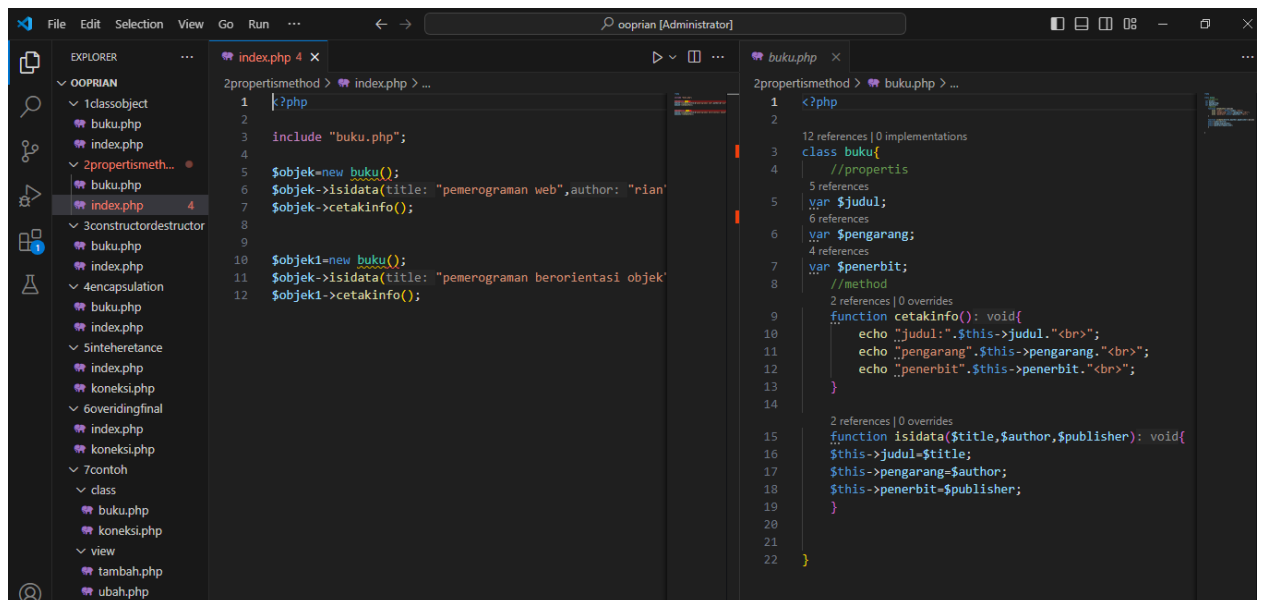 File Edit Selection View Go Run ··· ooprian [Administrator]
EXPLORER ···
OOPRIAN
1classobject
buku.php
index.php
2propertismeth...
buku.php
index.php 4
3constructordestructor
buku.php
index.php
4encapsulation
buku.php
index.php
5inteheretance
index.php
koneksi.php
6overidingfinal
index.php
koneksi.php
7contoh
class
buku.php
koneksi.php
view
tambah.php
ubah.php
1
index.php 4
2propertismethod > index.php > ...
1 <?php
2
3 include "buku.php";
4
5 $objek=new buku();
6 $objek->isidata(title: "pemerograman web",author: "rian"
7 $objek->cetakinfo();
8
9
10 $objek1=new buku();
11 $objek->isidata(title: "pemerograman berorientasi objek"
12 $objek1->cetakinfo();
buku.php ···
2propertismethod > buku.php > ...
1 <?php
2
12 references | 0 implementations
3 class buku{
4 //propertis
5 references
5 var $judul;
6 references
6 var $pengarang;
4 references
7 var $penerbit;
8 //method
2 references | 0 overrides
9 function cetakinfo(): void{
10 echo "judul:".$this->judul."<br>";
11 echo "pengarang".$this->pengarang."<br>";
12 echo "penerbit".$this->penerbit."<br>";
13 }
14
2 references | 0 overrides
15 function isidata($title,$author,$publisher): void{
16 $this->judul=$title;
17 $this->pengarang=$author;
18 $this->penerbit=$publisher;
19 }
20
21
22 }